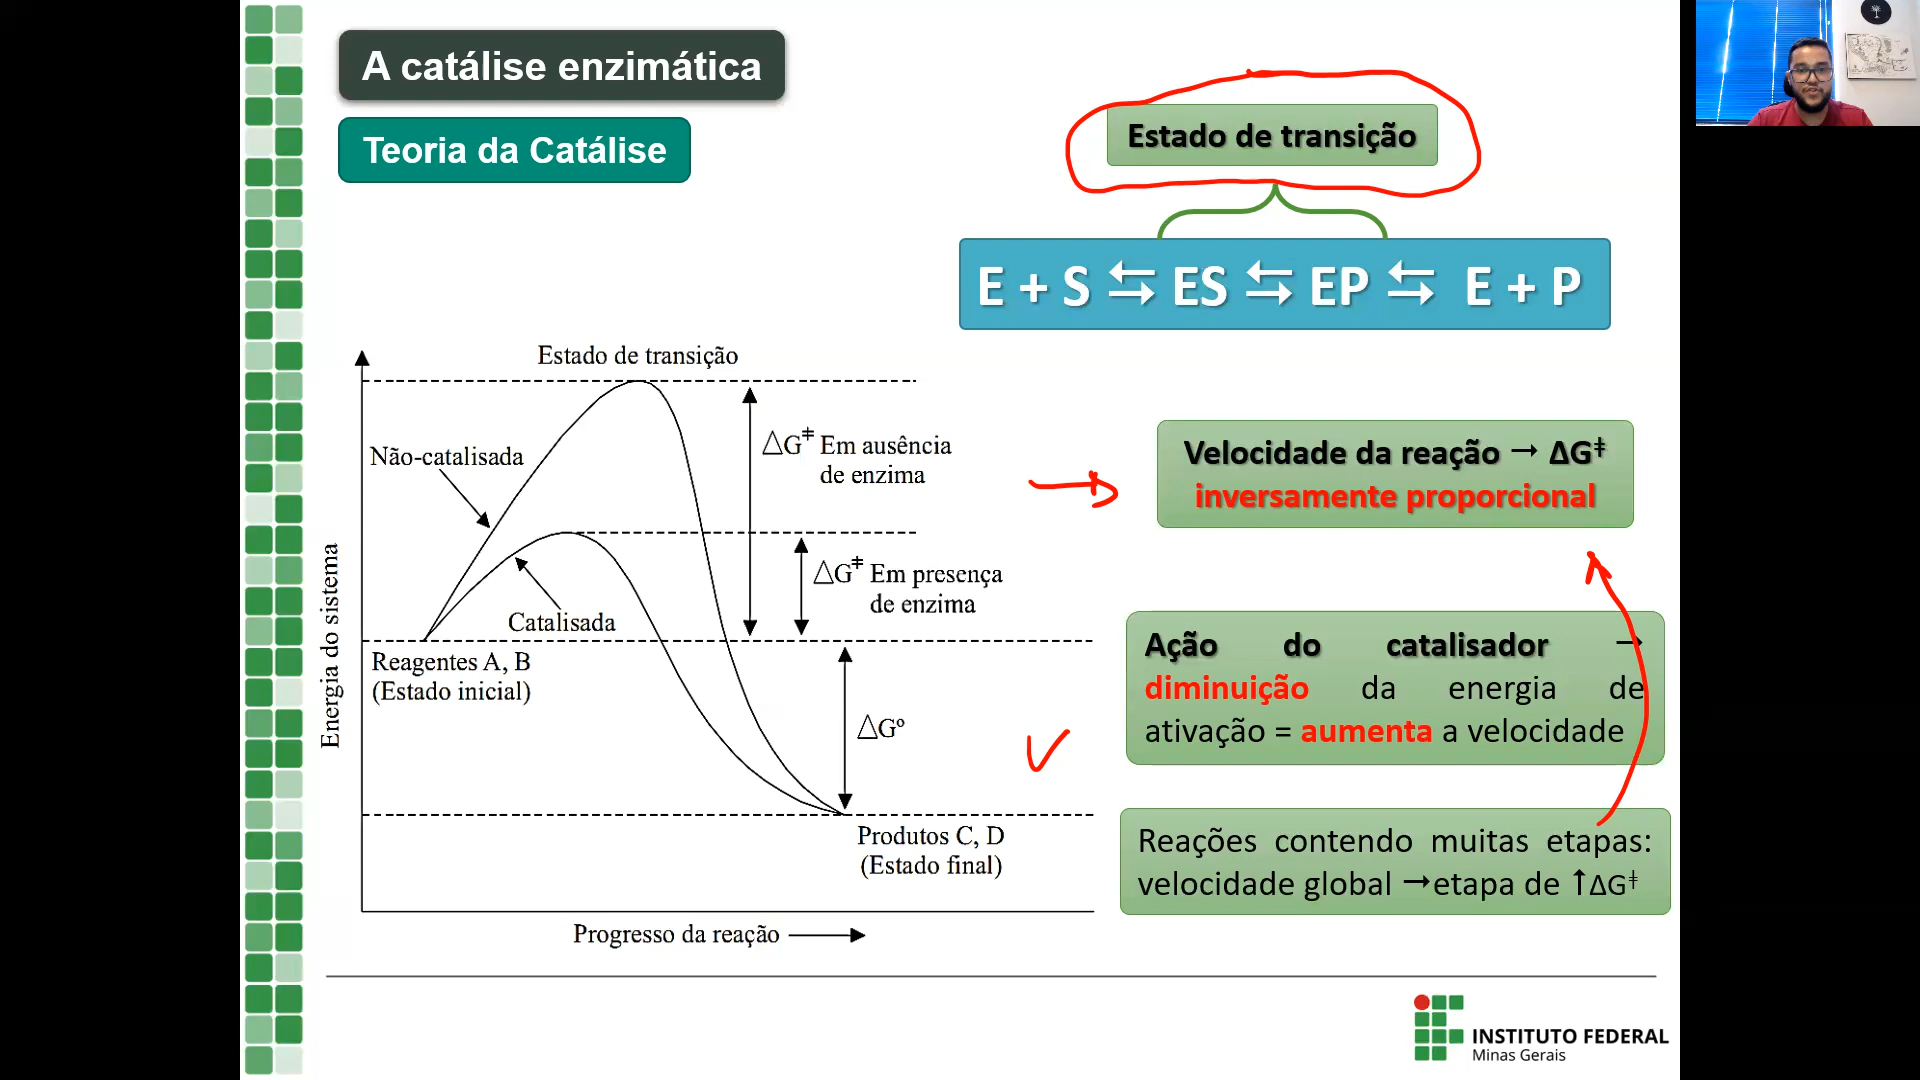 A catálise enzimática
Teoria da Catálise
Estado de transição
E + S ⇆ ES ⇆ EP ⇆ E + P
Estado de transição
Não-catalisada
△G‡ Em ausência
de enzima
△G‡ Em presença
de enzima
Catalisada
Energia do sistema
Reagentes A, B
(Estado inicial)
△Gº
Produtos C, D
(Estado final)
Progresso da reação
Velocidade da reação → ΔG‡
inversamente proporcional
Ação do catalisador →
diminuição da energia de
ativação = aumenta a velocidade
Reações contendo muitas etapas:
velocidade global →etapa de ↑ΔG‡
INSTITUTO FEDERAL
Minas Gerais